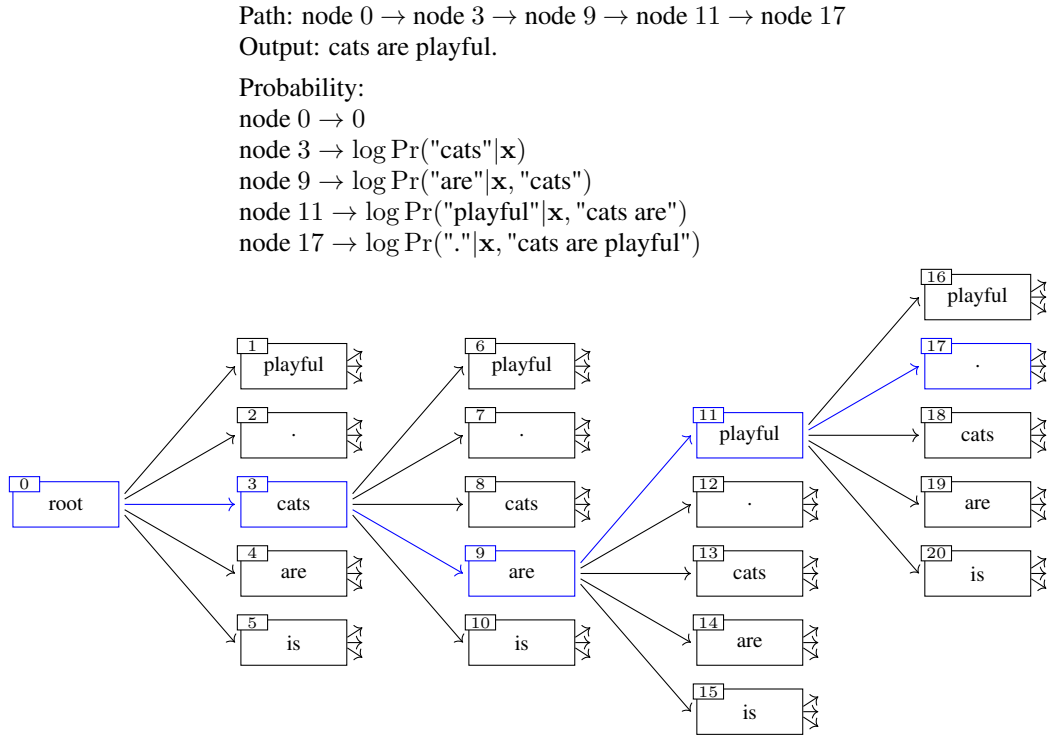 Path: node 0 → node 3 → node 9 → node 11 → node 17
Output: cats are playful.
Probability:
node 0 → 0
node 3 → log Pr("cats"|x)
node 9 → log Pr("are"|x, "cats")
node 11 → log Pr("playful"|x, "cats are")
node 17 → log Pr("."|x, "cats are playful")
0
root
1
playful
2
.
3
cats
4
are
5
is
6
playful
7
.
8
cats
9
are
10
is
11
playful
12
.
13
cats
14
are
15
is
16
playful
17
.
18
cats
19
are
20
is